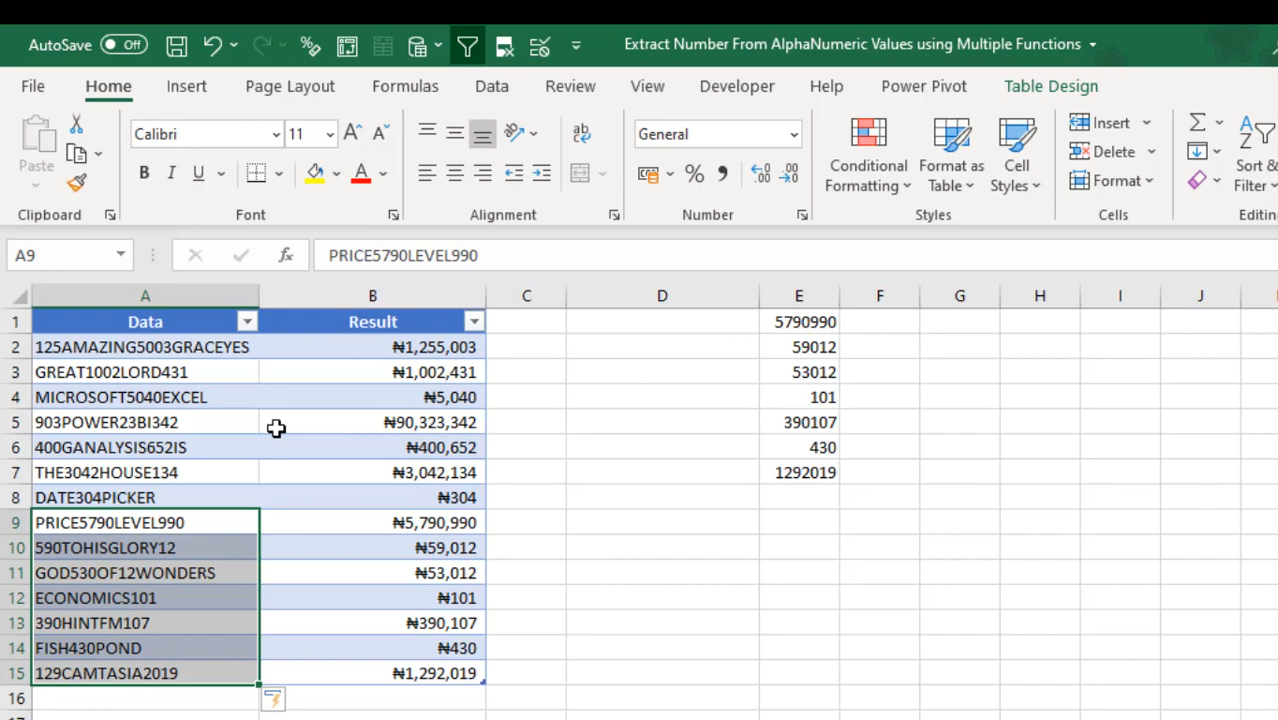 AutoSave Off Extract Number From AlphaNumeric Values using Multiple Functions
File Home Insert Page Layout Formulas Data Review View Developer Help Power Pivot Table Design
Paste Calibri 11 A A ab General Conditional Formatting Format as Table Cell Styles Insert Delete Format Sort & Filter
B I U A % 9 .00 .00
Clipboard Font Alignment Number Styles Cells Editin
A9 fx PRICE5790LEVEL990
A B C D E F G H I J
1 Data Result 5790990
2 125AMAZING5003GRACEYES ₦1,255,003 59012
3 GREAT1002LORD431 ₦1,002,431 53012
4 MICROSOFT5040EXCEL ₦5,040 101
5 903POWER23BI342 ₦90,323,342 390107
6 400GANALYSIS652IS ₦400,652 430
7 THE3042HOUSE134 ₦3,042,134 1292019
8 DATE304PICKER ₦304
9 PRICE5790LEVEL990 ₦5,790,990
10 590TOHISGLORY12 ₦59,012
11 GOD530OF12WONDERS ₦53,012
12 ECONOMICS101 ₦101
13 390HINTFM107 ₦390,107
14 FISH430POND ₦430
15 129CAMTASIA2019 ₦1,292,019
16